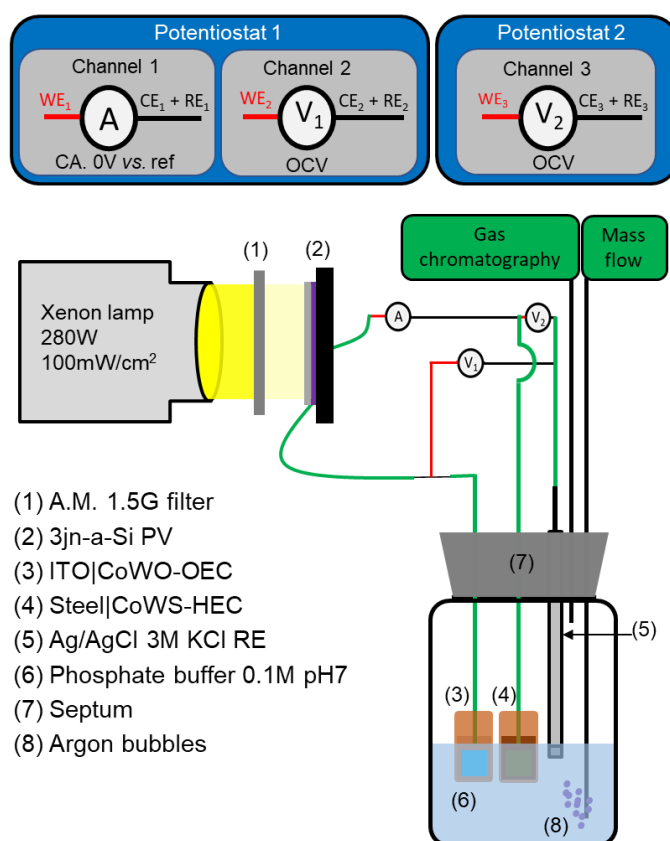 Potentiostat 1
Potentiostat 2
Channel 1
WE₁
A
CE₁ + RE₁
CA. 0V vs. ref
Channel 2
WE₂
V₁
CE₂ + RE₂
OCV
Channel 3
WE₃
V₂
CE₃ + RE₃
OCV
Gas
chromatography
Mass
flow
(1)
(2)
Xenon lamp
280W
100mW/cm²
A
V₂
V₁
(1) A.M. 1.5G filter
(2) 3jn-a-Si PV
(3) ITO|CoWO-OEC
(4) Steel|CoWS-HEC
(5) Ag/AgCl 3M KCl RE
(6) Phosphate buffer 0.1M pH7
(7) Septum
(8) Argon bubbles
(7)
(5)
(3)
(4)
(6)
(8)